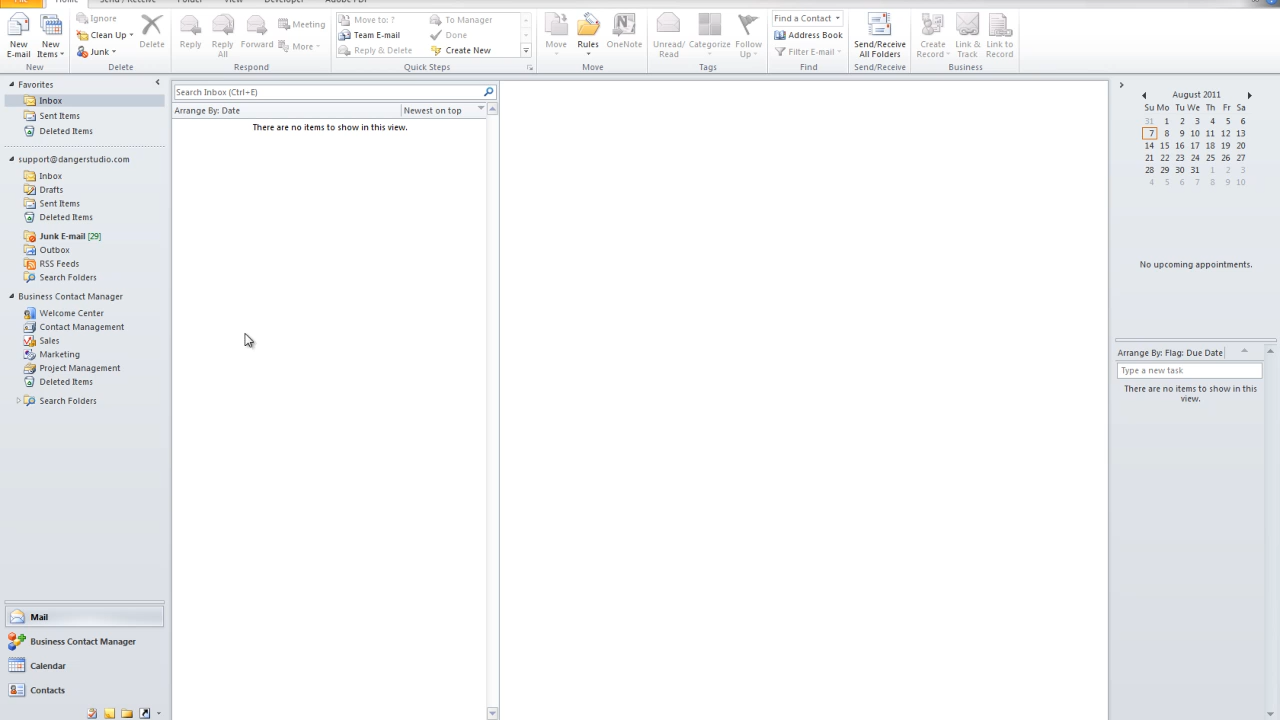 File Home Send / Receive Folder View Developer Adobe PDF
New E-mail
New Items
Ignore
Clean Up
Junk
Delete
Reply
Reply All
Forward
Meeting
More
Move to: ?
Team E-mail
Reply & Delete
To Manager
Done
Create New
Move
Rules
OneNote
Unread/ Read
Categorize
Follow Up
Find a Contact
Address Book
Filter E-mail
Send/Receive All Folders
Create Record
Link & Track
Link to Record
New Delete Respond Quick Steps Move Tags Find Send/Receive Business
Favorites
Inbox
Sent Items
Deleted Items
support@dangerstudio.com
Inbox
Drafts
Sent Items
Deleted Items
Junk E-mail [29]
Outbox
RSS Feeds
Search Folders
Business Contact Manager
Welcome Center
Contact Management
Sales
Marketing
Project Management
Deleted Items
Search Folders
Mail
Business Contact Manager
Calendar
Contacts
Search Inbox (Ctrl+E)
Arrange By: Date Newest on top
There are no items to show in this view.
August 2011
Su Mo Tu We Th Fr Sa
31 1 2 3 4 5 6
7 8 9 10 11 12 13
14 15 16 17 18 19 20
21 22 23 24 25 26 27
28 29 30 31 1 2 3
4 5 6 7 8 9 10
No upcoming appointments.
Arrange By: Flag: Due Date
Type a new task
There are no items to show in this
view.